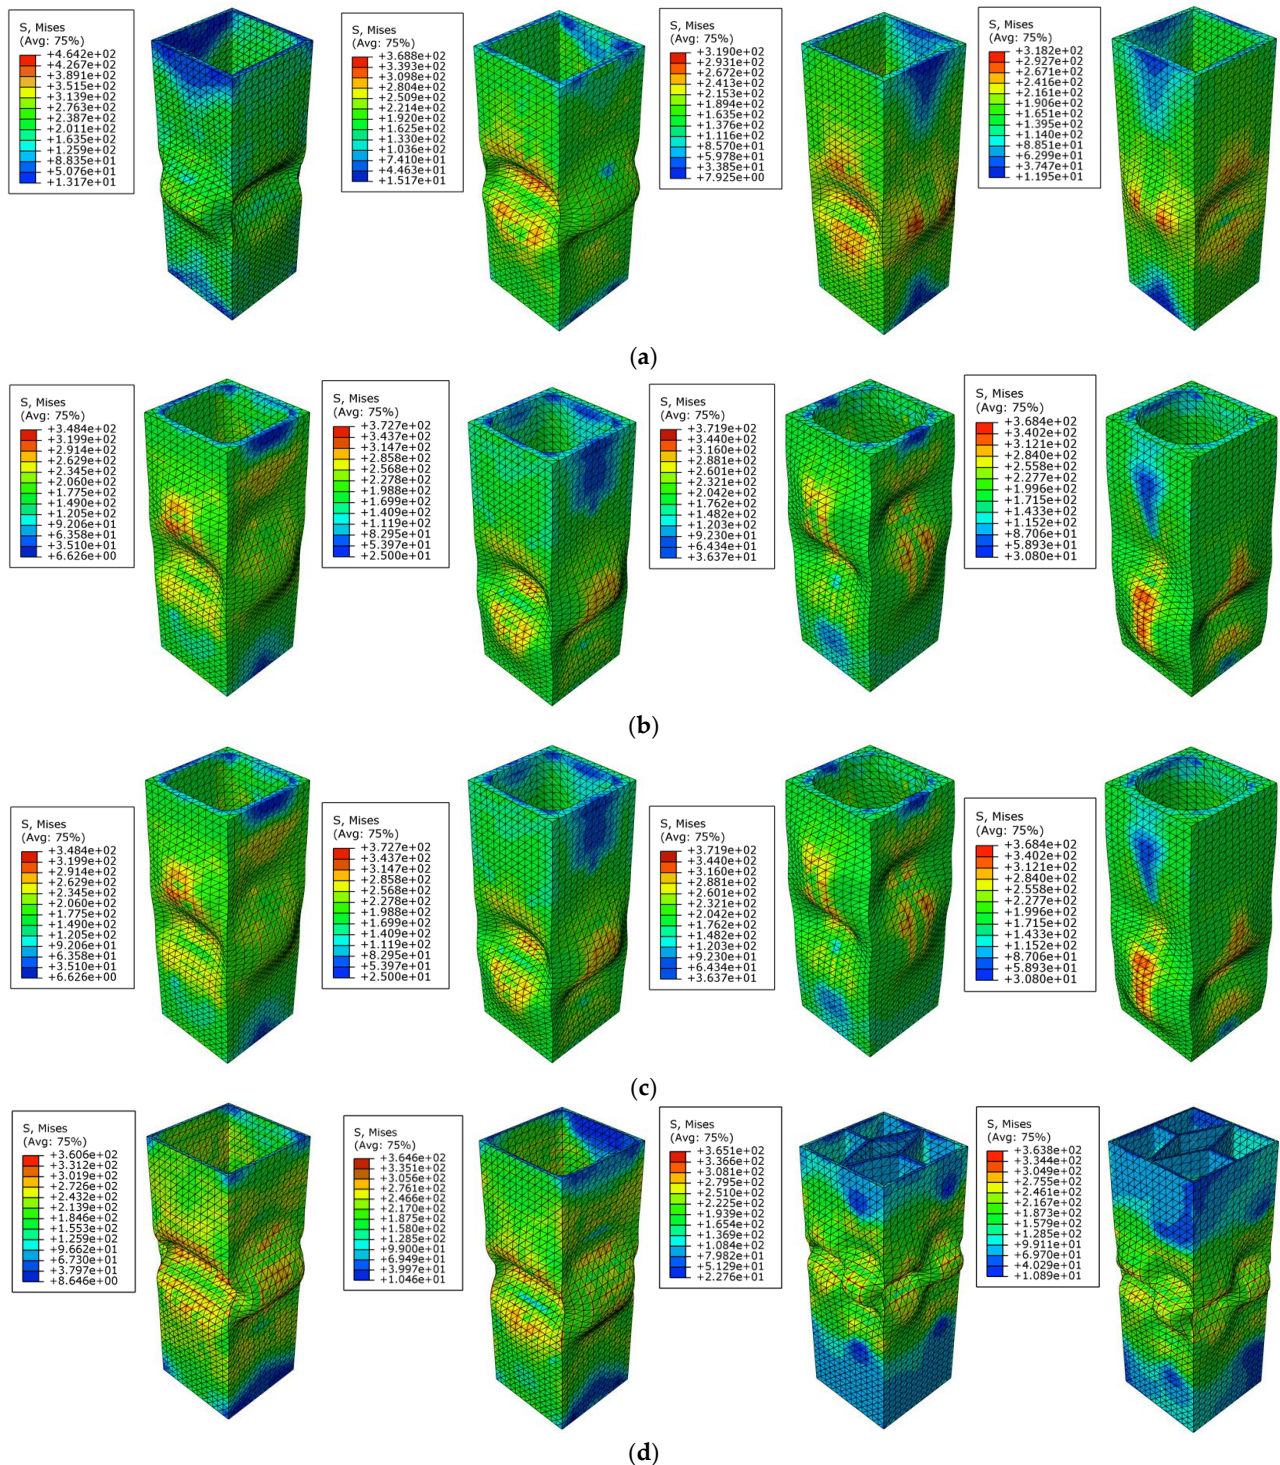 S, Mises
(Avg: 75%)
+4.642e+02
+4.267e+02
+3.891e+02
+3.515e+02
+3.139e+02
+2.763e+02
+2.387e+02
+2.011e+02
+1.635e+02
+1.259e+02
+8.835e+01
+5.076e+01
+1.317e+01
S, Mises
(Avg: 75%)
+3.688e+02
+3.393e+02
+3.098e+02
+2.804e+02
+2.509e+02
+2.214e+02
+1.920e+02
+1.625e+02
+1.330e+02
+1.036e+02
+7.410e+01
+4.463e+01
+1.517e+01
S, Mises
(Avg: 75%)
+3.190e+02
+2.931e+02
+2.672e+02
+2.413e+02
+2.153e+02
+1.894e+02
+1.635e+02
+1.376e+02
+1.116e+02
+8.570e+01
+5.978e+01
+3.385e+01
+7.925e+00
S, Mises
(Avg: 75%)
+3.182e+02
+2.927e+02
+2.671e+02
+2.416e+02
+2.161e+02
+1.906e+02
+1.651e+02
+1.395e+02
+1.140e+02
+8.851e+01
+6.299e+01
+3.747e+01
+1.195e+01
(a)
S, Mises
(Avg: 75%)
+3.484e+02
+3.199e+02
+2.914e+02
+2.629e+02
+2.345e+02
+2.060e+02
+1.775e+02
+1.490e+02
+1.205e+02
+9.206e+01
+6.358e+01
+3.510e+01
+6.626e+00
S, Mises
(Avg: 75%)
+3.727e+02
+3.437e+02
+3.147e+02
+2.858e+02
+2.568e+02
+2.278e+02
+1.988e+02
+1.699e+02
+1.409e+02
+1.119e+02
+8.295e+01
+5.397e+01
+2.500e+01
S, Mises
(Avg: 75%)
+3.719e+02
+3.440e+02
+3.160e+02
+2.881e+02
+2.601e+02
+2.321e+02
+2.042e+02
+1.762e+02
+1.482e+02
+1.203e+02
+9.230e+01
+6.434e+01
+3.637e+01
S, Mises
(Avg: 75%)
+3.684e+02
+3.402e+02
+3.121e+02
+2.840e+02
+2.558e+02
+2.277e+02
+1.996e+02
+1.715e+02
+1.433e+02
+1.152e+02
+8.706e+01
+5.893e+01
+3.080e+01
(b)
S, Mises
(Avg: 75%)
+3.484e+02
+3.199e+02
+2.914e+02
+2.629e+02
+2.345e+02
+2.060e+02
+1.775e+02
+1.490e+02
+1.205e+02
+9.206e+01
+6.358e+01
+3.510e+01
+6.626e+00
S, Mises
(Avg: 75%)
+3.727e+02
+3.437e+02
+3.147e+02
+2.858e+02
+2.568e+02
+2.278e+02
+1.988e+02
+1.699e+02
+1.409e+02
+1.119e+02
+8.295e+01
+5.397e+01
+2.500e+01
S, Mises
(Avg: 75%)
+3.719e+02
+3.440e+02
+3.160e+02
+2.881e+02
+2.601e+02
+2.321e+02
+2.042e+02
+1.762e+02
+1.482e+02
+1.203e+02
+9.230e+01
+6.434e+01
+3.637e+01
S, Mises
(Avg: 75%)
+3.684e+02
+3.402e+02
+3.121e+02
+2.840e+02
+2.558e+02
+2.277e+02
+1.996e+02
+1.715e+02
+1.433e+02
+1.152e+02
+8.706e+01
+5.893e+01
+3.080e+01
(c)
S, Mises
(Avg: 75%)
+3.606e+02
+3.312e+02
+3.019e+02
+2.726e+02
+2.432e+02
+2.139e+02
+1.846e+02
+1.553e+02
+1.259e+02
+9.662e+01
+6.730e+01
+3.797e+01
+8.646e+00
S, Mises
(Avg: 75%)
+3.646e+02
+3.351e+02
+3.056e+02
+2.761e+02
+2.466e+02
+2.170e+02
+1.875e+02
+1.580e+02
+1.285e+02
+9.900e+01
+6.949e+01
+3.997e+01
+1.046e+01
S, Mises
(Avg: 75%)
+3.651e+02
+3.366e+02
+3.081e+02
+2.795e+02
+2.510e+02
+2.225e+02
+1.939e+02
+1.654e+02
+1.369e+02
+1.084e+02
+7.982e+01
+5.129e+01
+2.276e+01
S, Mises
(Avg: 75%)
+3.638e+02
+3.344e+02
+3.049e+02
+2.755e+02
+2.461e+02
+2.167e+02
+1.873e+02
+1.579e+02
+1.285e+02
+9.911e+01
+6.970e+01
+4.029e+01
+1.089e+01
(d)